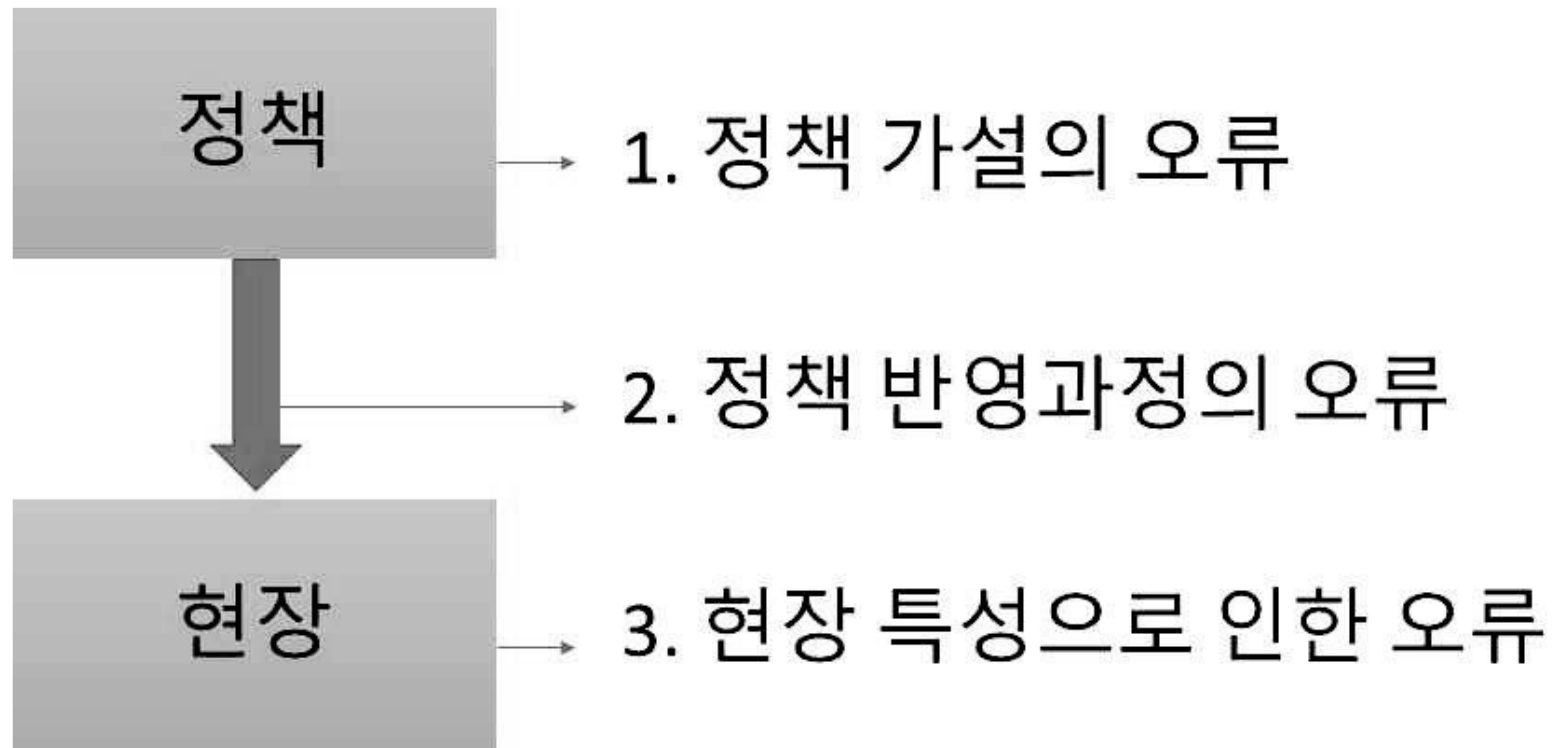 정책
1. 정책 가설의 오류
2. 정책 반영과정의 오류
현장
3. 현장 특성으로 인한 오류